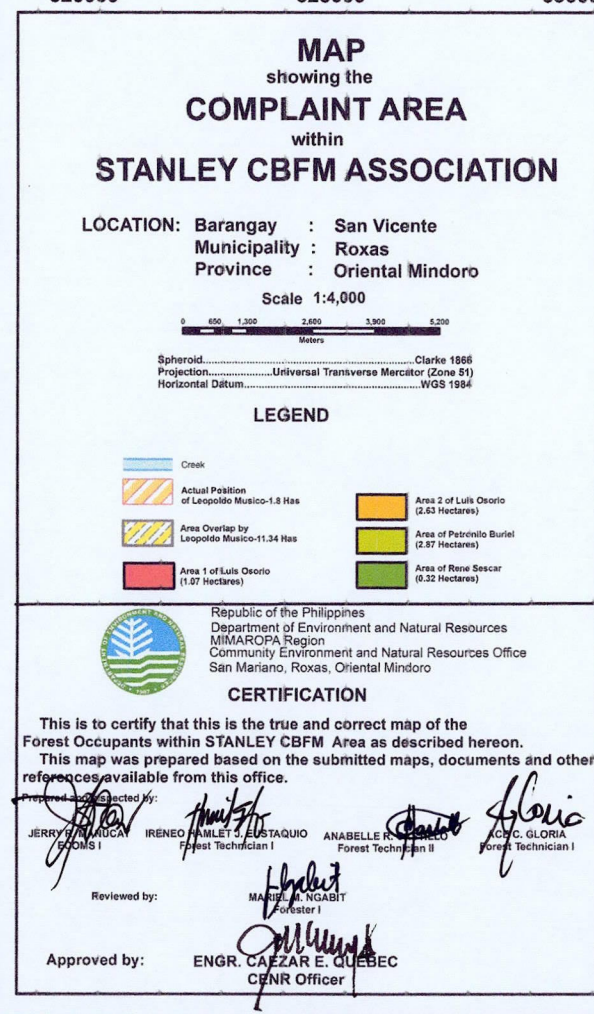 MAP
showing the
COMPLAINT AREA
within
STANLEY CBFM ASSOCIATION
LOCATION: Barangay : San Vicente
Municipality : Roxas
Province : Oriental Mindoro
Scale 1:4,000
0 650 1,300 2,600 3,900 5,200
Meters
Spheroid..........Clarke 1866
Projection..........Universal Transverse Mercator (Zone 51)
Horizontal Datum..........WGS 1984
LEGEND
Creek
Actual Position
of Leopoldo Musico-1.8 Has
Area Overlap by
Leopoldo Musico-11.34 Has
Area 1 of Luis Osorio
(1.07 Hectares)
Area 2 of Luis Osorio
(2.63 Hectares)
Area of Petronilo Buriel
(2.87 Hectares)
Area of Rene Sescar
(0.32 Hectares)
Republic of the Philippines
Department of Environment and Natural Resources
MIMAROPA Region
Community Environment and Natural Resources Office
San Mariano, Roxas, Oriental Mindoro
CERTIFICATION
This is to certify that this is the true and correct map of the
Forest Occupants within STANLEY CBFM Area as described hereon.
This map was prepared based on the submitted maps, documents and other
references available from this office.
Prepared and Inspected by:
JERRY
ECOMS I
IRENEO HAMLET J. EUSTAQUIO
Forest Technician I
ANABELLE R.
Forest Technician II
C. GLORIA
Forest Technician I
Reviewed by:
MARIEL M. NGABIT
Forester I
Approved by:
ENGR. CAEZAR E. QUEBEC
CENR Officer